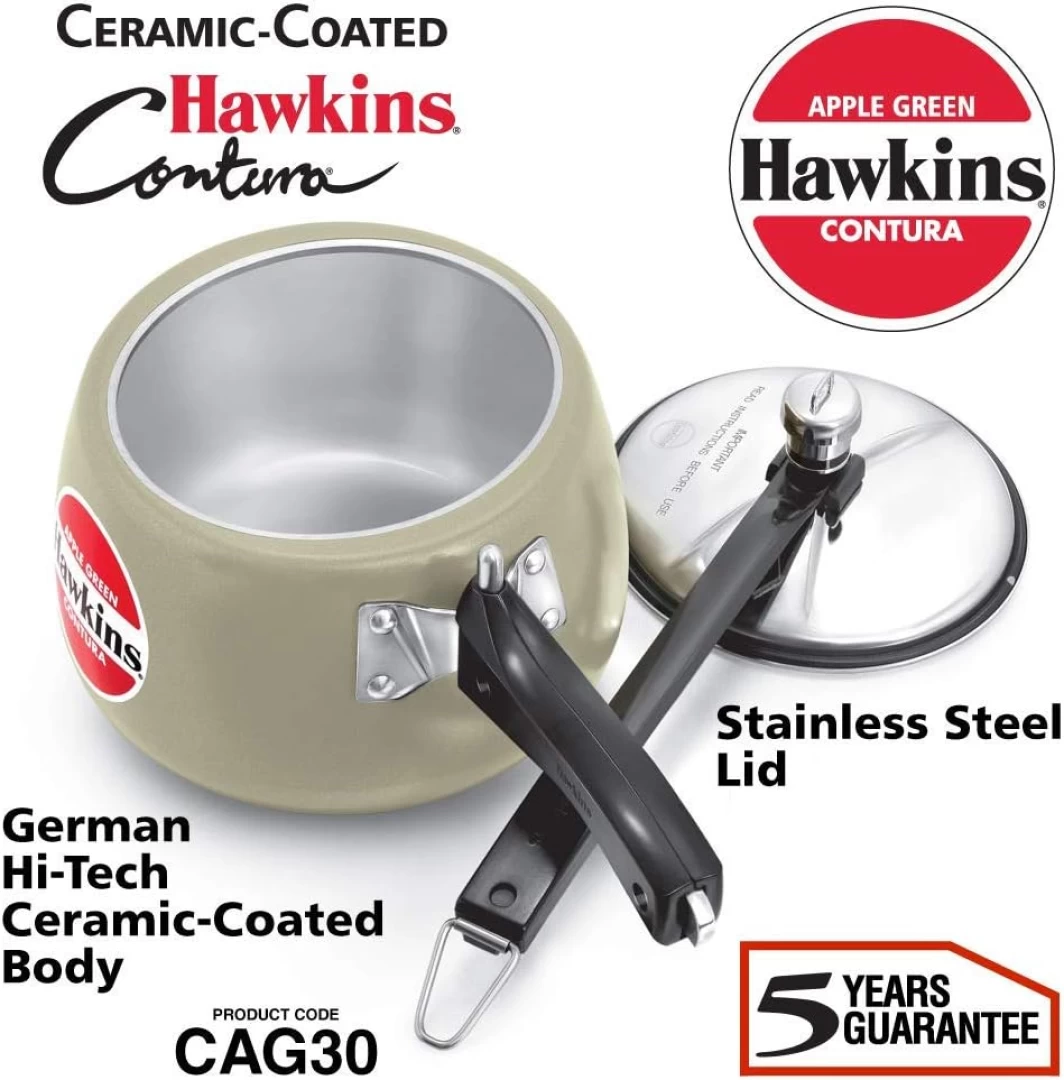 CERAMIC-COATED
Hawkins®
Contura®
APPLE GREEN
Hawkins®
CONTURA
READ INSTRUCTIONS BEFORE USE
IMPORTANT
APPLE GREEN
Hawkins
CONTURA
Hawkins
Stainless Steel
Lid
German
Hi-Tech
Ceramic-Coated
Body
PRODUCT CODE
CAG30
5 YEARS
GUARANTEE